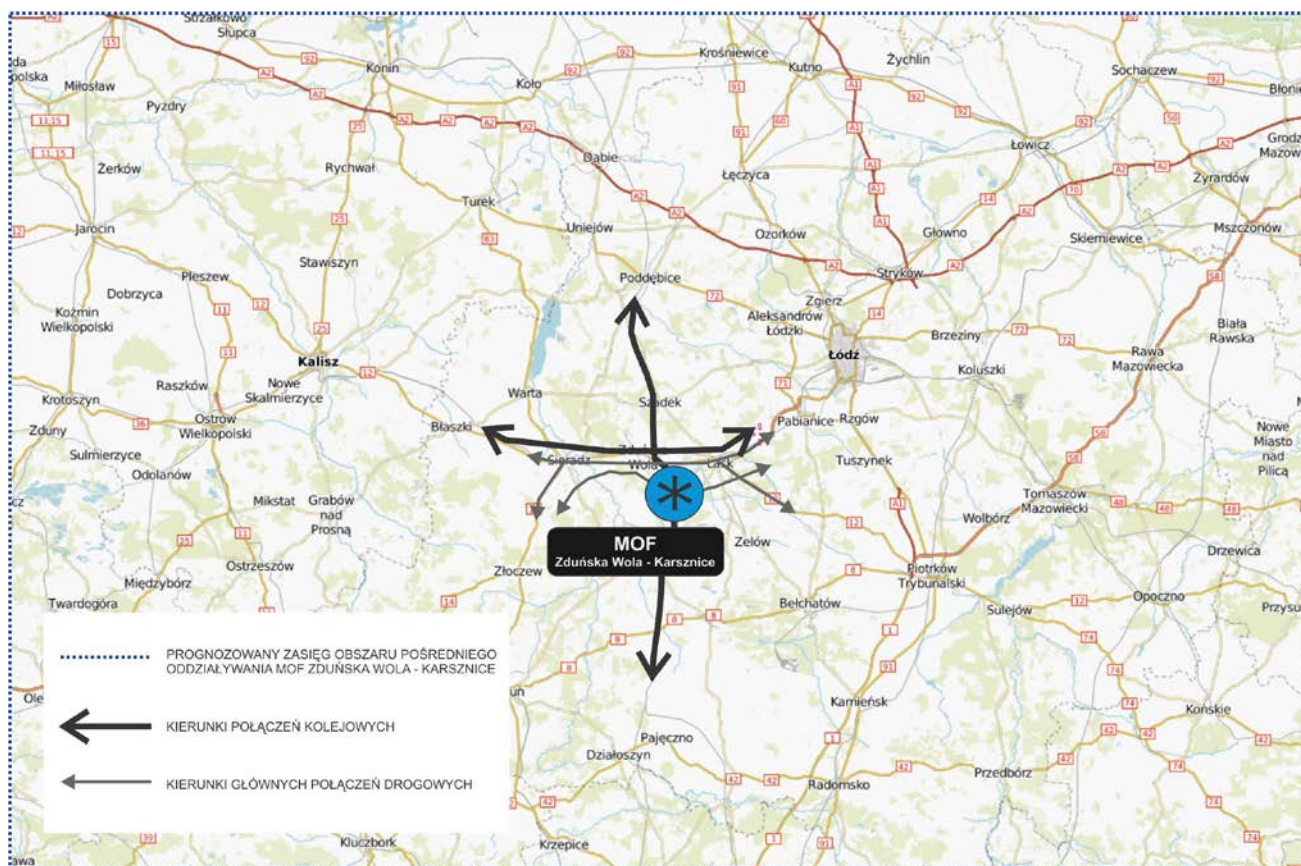 Strzałkowo
Słupca
Miłosław
Pyzdry
Konin
Koło
Krośniewice
Kutno
Żychlin
Sochaczew
Łowicz
Żyrardów
Żerków
Rychwał
Dąbie
Łęczyca
Turek
Uniejów
Ozorków
Głowno
Stryków
Skierniewice
Mszczonów
Jarocin
Stawiszyn
Pleszew
Dobrzyca
Poddębice
Zgierz
Aleksandrów
Łódzki
Brzeziny
Biała
Rawska
Koźmin
Wielkopolski
Kalisz
Łódź
Rawa
Mazowiecka
Koluszki
Raszków
Nowe
Skalmierzyce
Warta
Szadek
Krotoszyn
Ostrów
Wielkopolski
Błaszki
Pabianice
Rzgów
Zduny
Sulmierzyce
Odolanów
Sieradz
Wola
Łask
Tuszynek
Nowe
Miasto
nad
Pilicą
Mikstat
Grabów
nad
Prosną
Tomaszów
Mazowiecki
Wolbórz
MOF
Zduńska Wola - Karsznice
Zelów
Drzewica
Międzybórz
Ostrzeszów
Złoczew
Piotrków
Trybunalski
Twardogóra
Bełchatów
Sulejów
Opoczno
PROGNOZOWANY ZASIĘG OBSZARU POŚREDNIEGO
ODDZIAŁYWANIA MOF ZDUŃSKA WOLA - KARSZNICE
KIERUNKI POŁĄCZEŃ KOLEJOWYCH
KIERUNKI GŁÓWNYCH POŁĄCZEŃ DROGOWYCH
Kamieńsk
Końskie
Pajęczno
Działoszyn
Radomsko
Przedbórz
Kluczbork
Krzepice